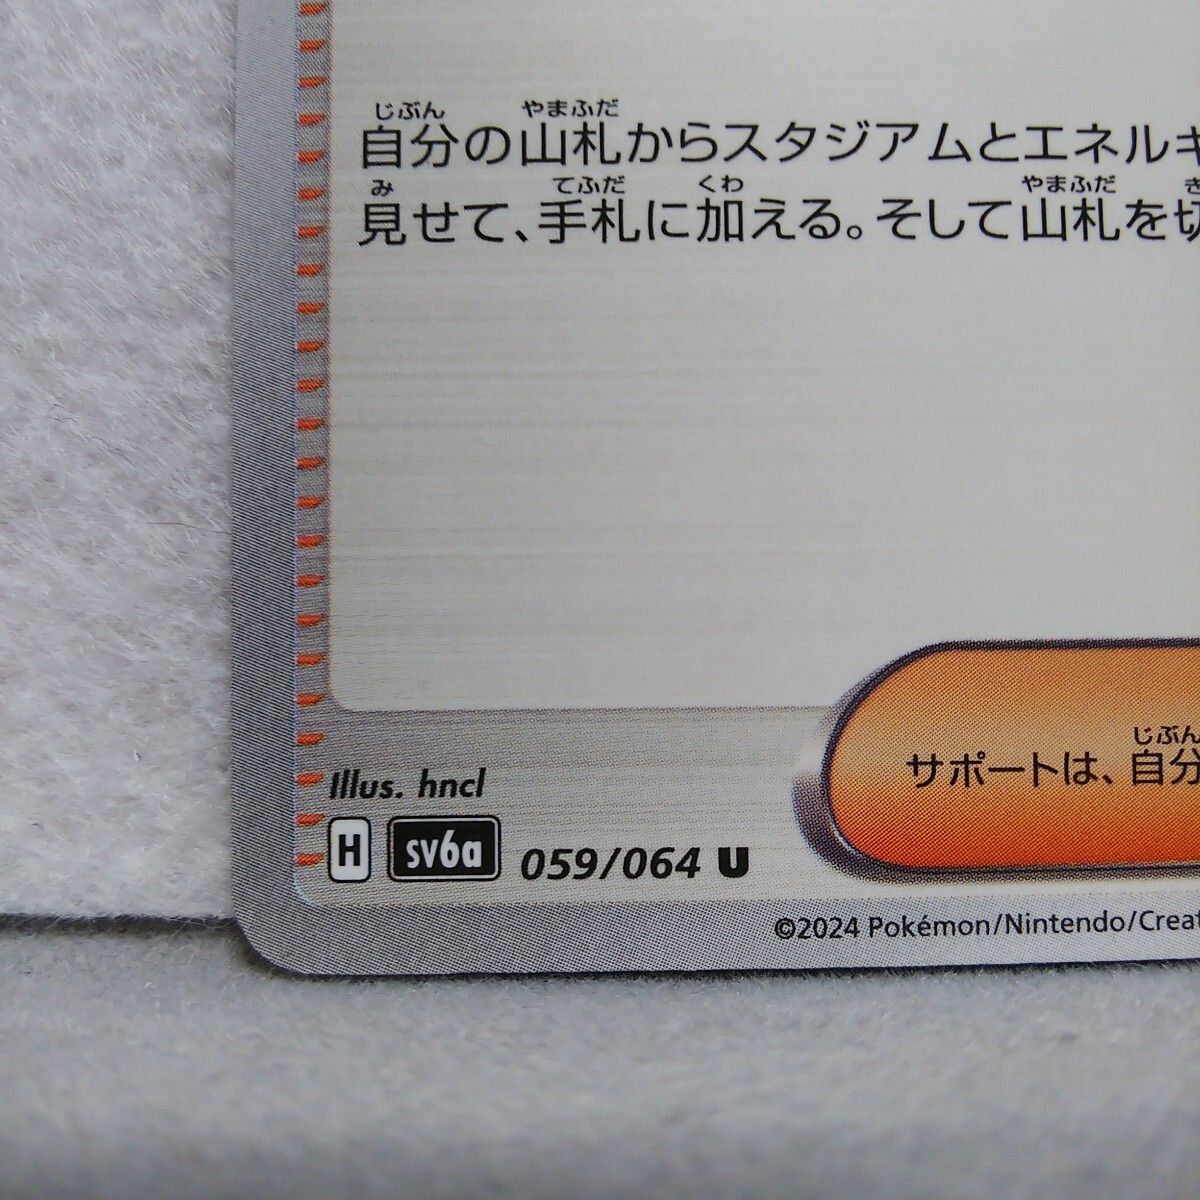 じぶん やまふだ
自分の山札からスタジアムとエネルギ
み てふだ くわ やまふだ き
見せて、手札に加える。そして山札を切
じぶん
サポートは、自分
Illus. hncl
H sv6a 059/064 U
©2024 Pokémon/Nintendo/Creat